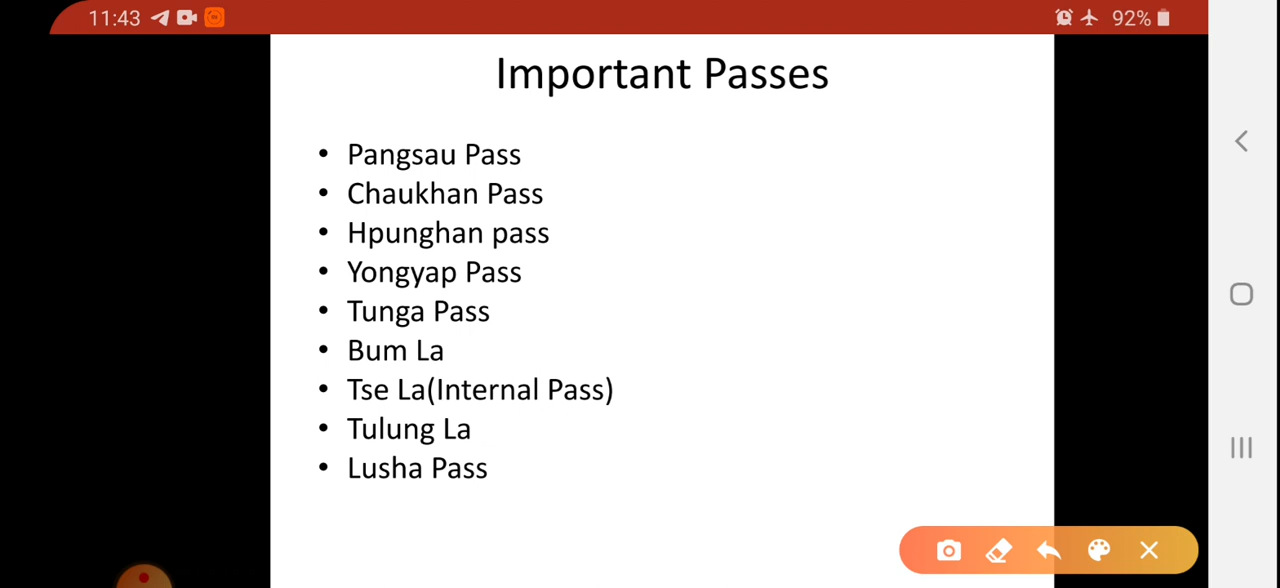 11:43
92%
Important Passes
• Pangsau Pass
• Chaukhan Pass
• Hpunghan pass
• Yongyap Pass
• Tunga Pass
• Bum La
• Tse La(Internal Pass)
• Tulung La
• Lusha Pass